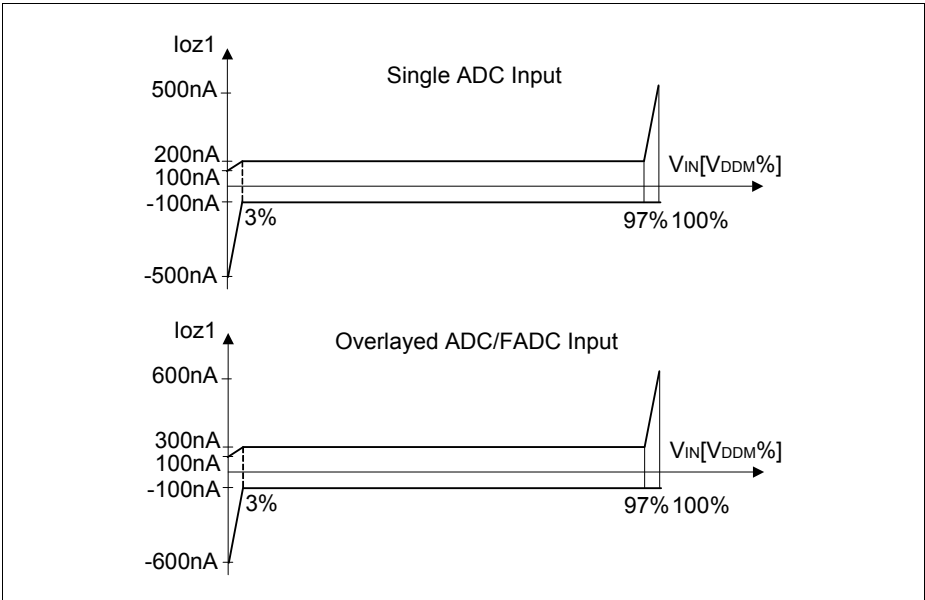 Ioz1
Single ADC Input
500nA
200nA
VIN[VDDM%]
100nA
-100nA
3%
97% 100%
-500nA
Ioz1
Overlayed ADC/FADC Input
600nA
300nA
VIN[VDDM%]
100nA
-100nA
3%
97% 100%
-600nA